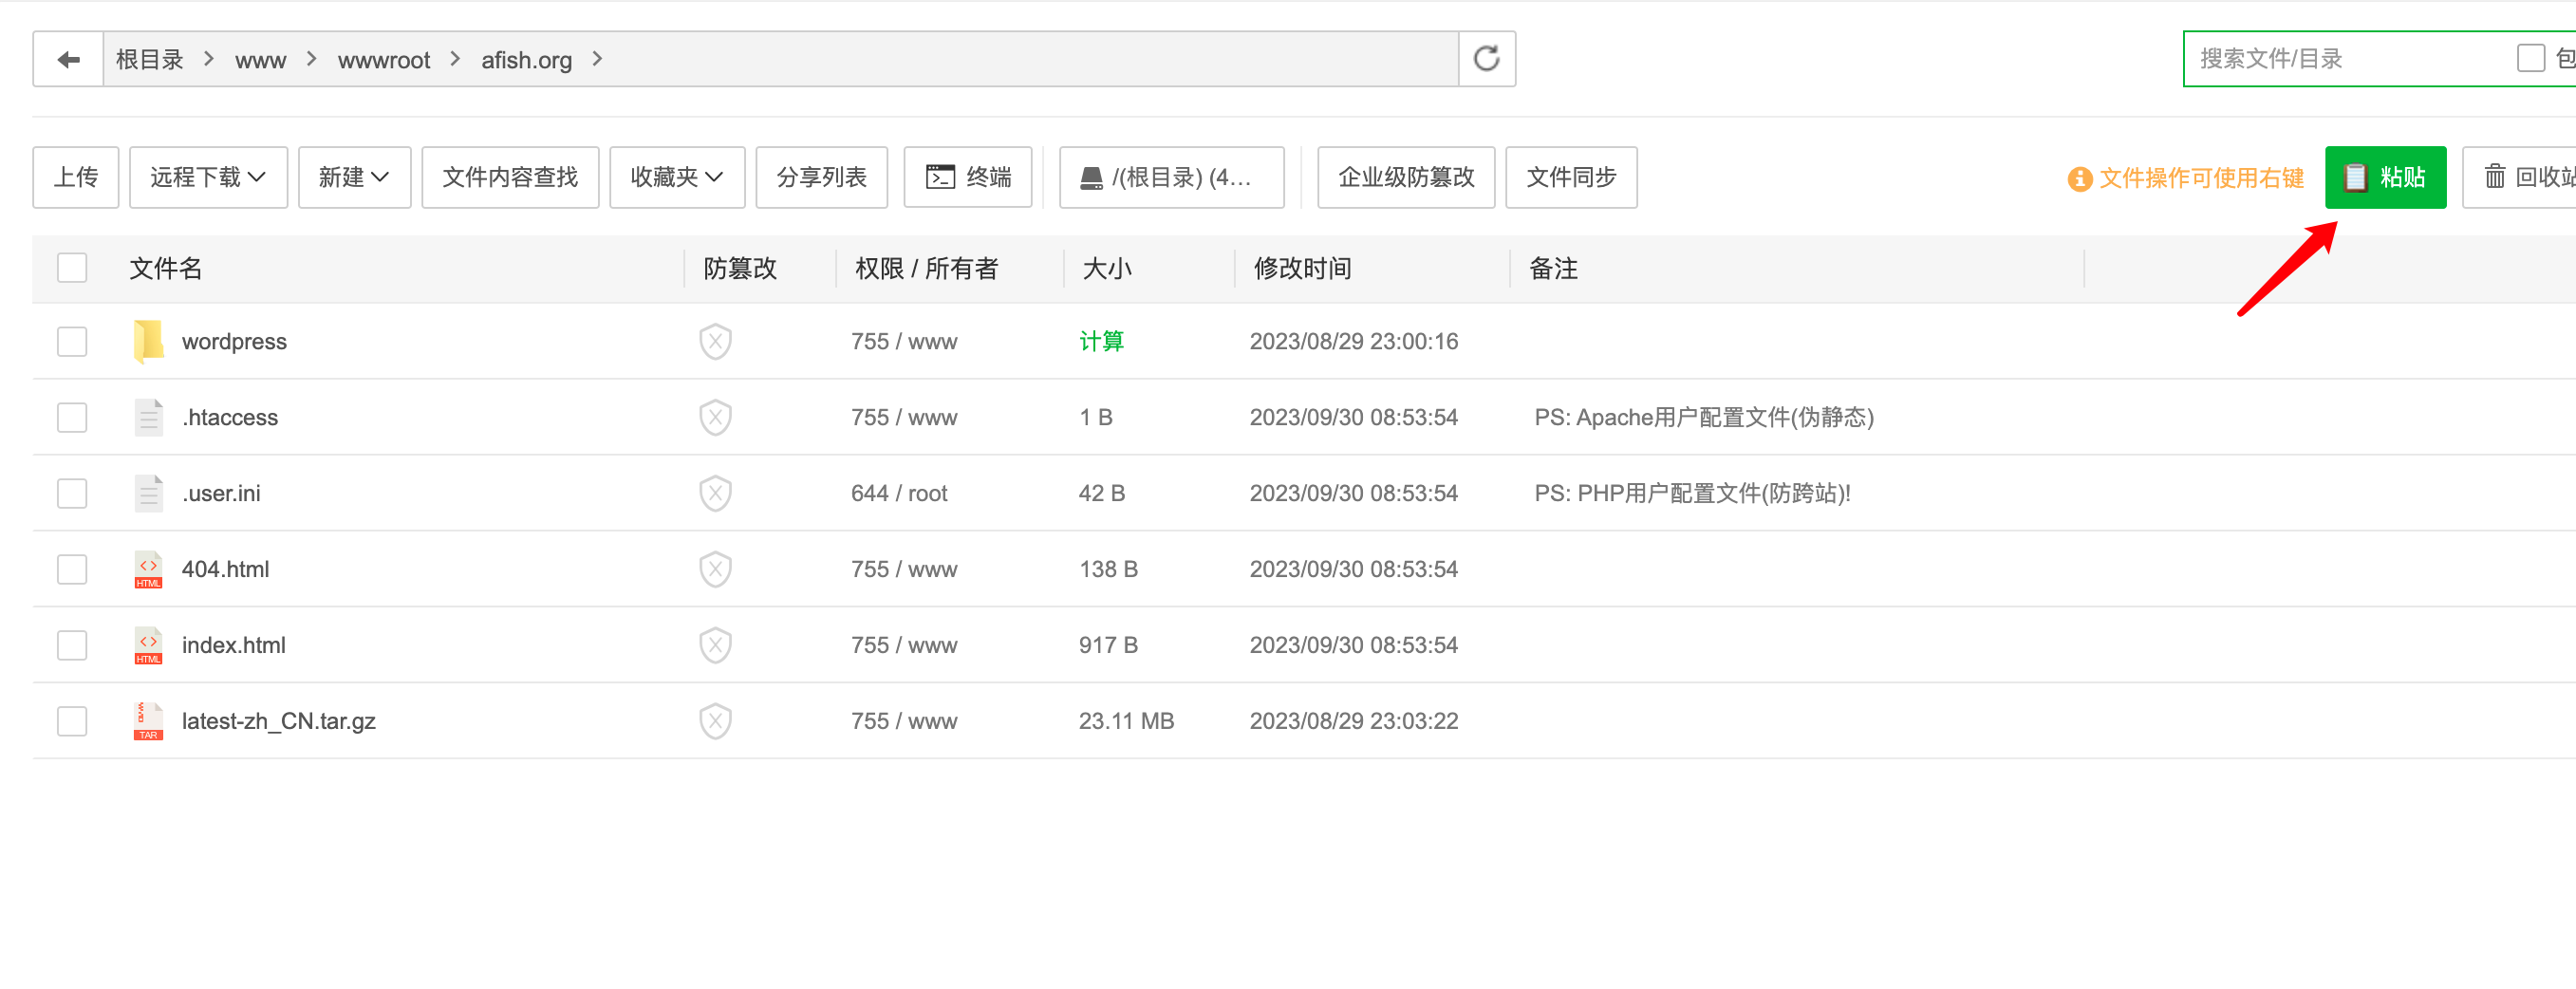 根目录 > www > wwwroot > afish.org >
搜索文件/目录 包
上传 远程下载 新建 文件内容查找 收藏夹 分享列表 终端 /(根目录) (4... 企业级防篡改 文件同步 文件操作可使用右键 粘贴 回收站
文件名 防篡改 权限 / 所有者 大小 修改时间 备注
wordpress 755 / www 计算 2023/08/29 23:00:16
.htaccess 755 / www 1 B 2023/09/30 08:53:54 PS: Apache用户配置文件(伪静态)
.user.ini 644 / root 42 B 2023/09/30 08:53:54 PS: PHP用户配置文件(防跨站)!
HTML 404.html 755 / www 138 B 2023/09/30 08:53:54
HTML index.html 755 / www 917 B 2023/09/30 08:53:54
TAR latest-zh_CN.tar.gz 755 / www 23.11 MB 2023/08/29 23:03:22